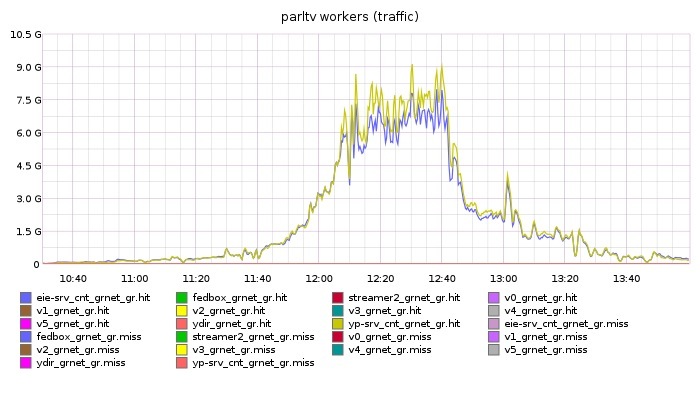 parltv workers (traffic)
10.5 G
9.0 G
7.5 G
6.0 G
4.5 G
3.0 G
1.5 G
0
10:40 11:00 11:20 11:40 12:00 12:20 12:40 13:00 13:20 13:40
eie-srv_cnt_grnet_gr.hit fedbox_grnet_gr.hit streamer2_grnet_gr.hit v0_grnet_gr.hit
v1_grnet_gr.hit v2_grnet_gr.hit v3_grnet_gr.hit v4_grnet_gr.hit
v5_grnet_gr.hit ydir_grnet_gr.hit yp-srv_cnt_grnet_gr.hit eie-srv_cnt_grnet_gr.miss
fedbox_grnet_gr.miss streamer2_grnet_gr.miss v0_grnet_gr.miss v1_grnet_gr.miss
v2_grnet_gr.miss v3_grnet_gr.miss v4_grnet_gr.miss v5_grnet_gr.miss
ydir_grnet_gr.miss yp-srv_cnt_grnet_gr.miss